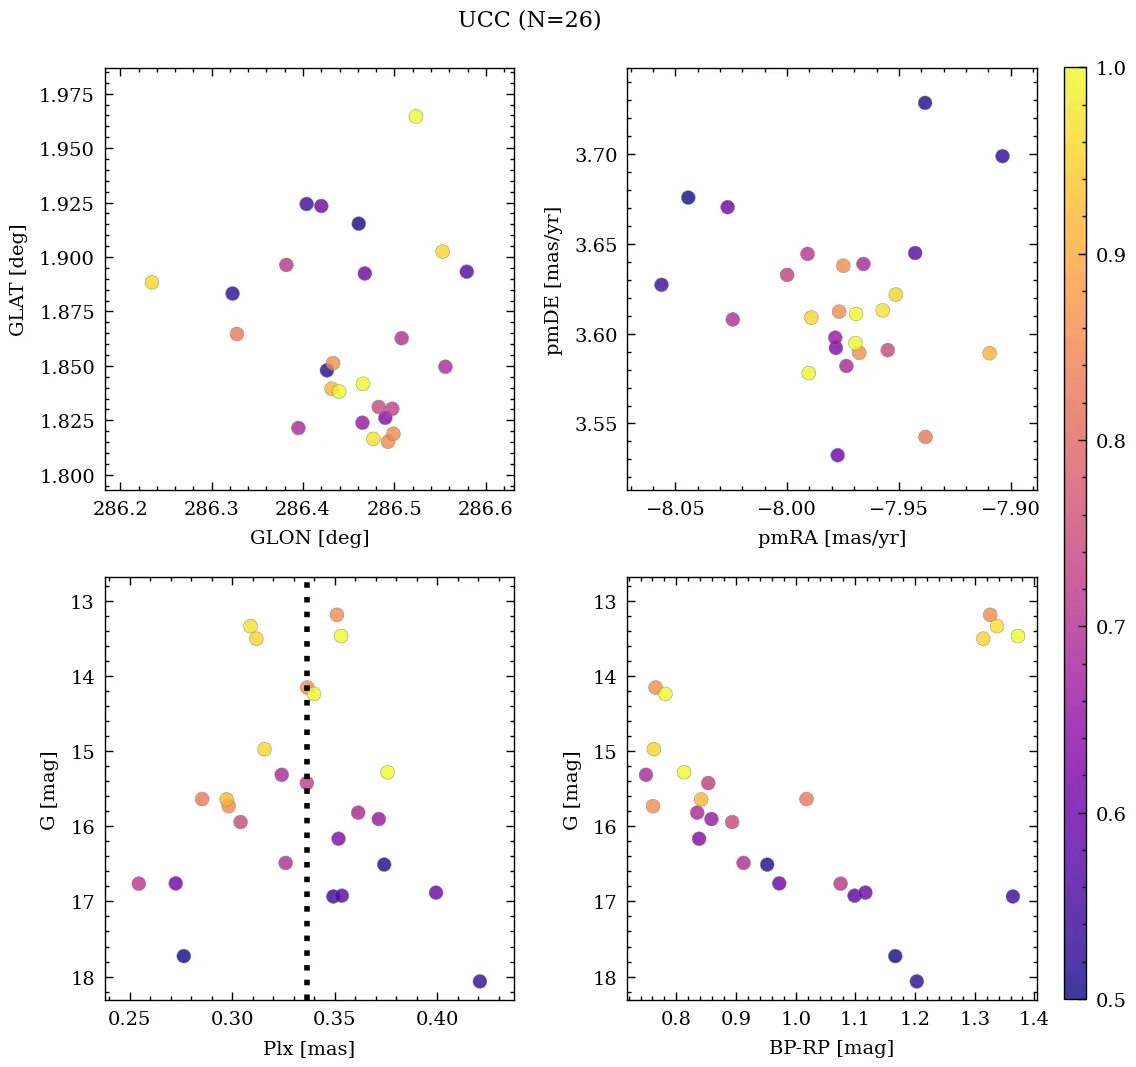 UCC (N=26)
1.975
1.950
1.925
1.900
1.875
1.850
1.825
1.800
GLAT [deg]
286.2 286.3 286.4 286.5 286.6
GLON [deg]
3.70
3.65
3.60
3.55
pmDE [mas/yr]
−8.05 −8.00 −7.95 −7.90
pmRA [mas/yr]
13
14
15
16
17
18
G [mag]
0.25 0.30 0.35 0.40
Plx [mas]
13
14
15
16
17
18
G [mag]
0.8 0.9 1.0 1.1 1.2 1.3 1.4
BP-RP [mag]
1.0
0.9
0.8
0.7
0.6
0.5